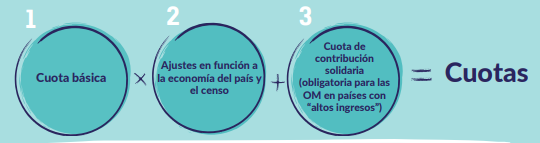 1
2
3
Cuota básica
×
Ajustes en función a
la economía del país y
el censo
+
Cuota de
contribución
solidaria
(obligatoria para las
OM en países con
"altos ingresos")
=
Cuotas